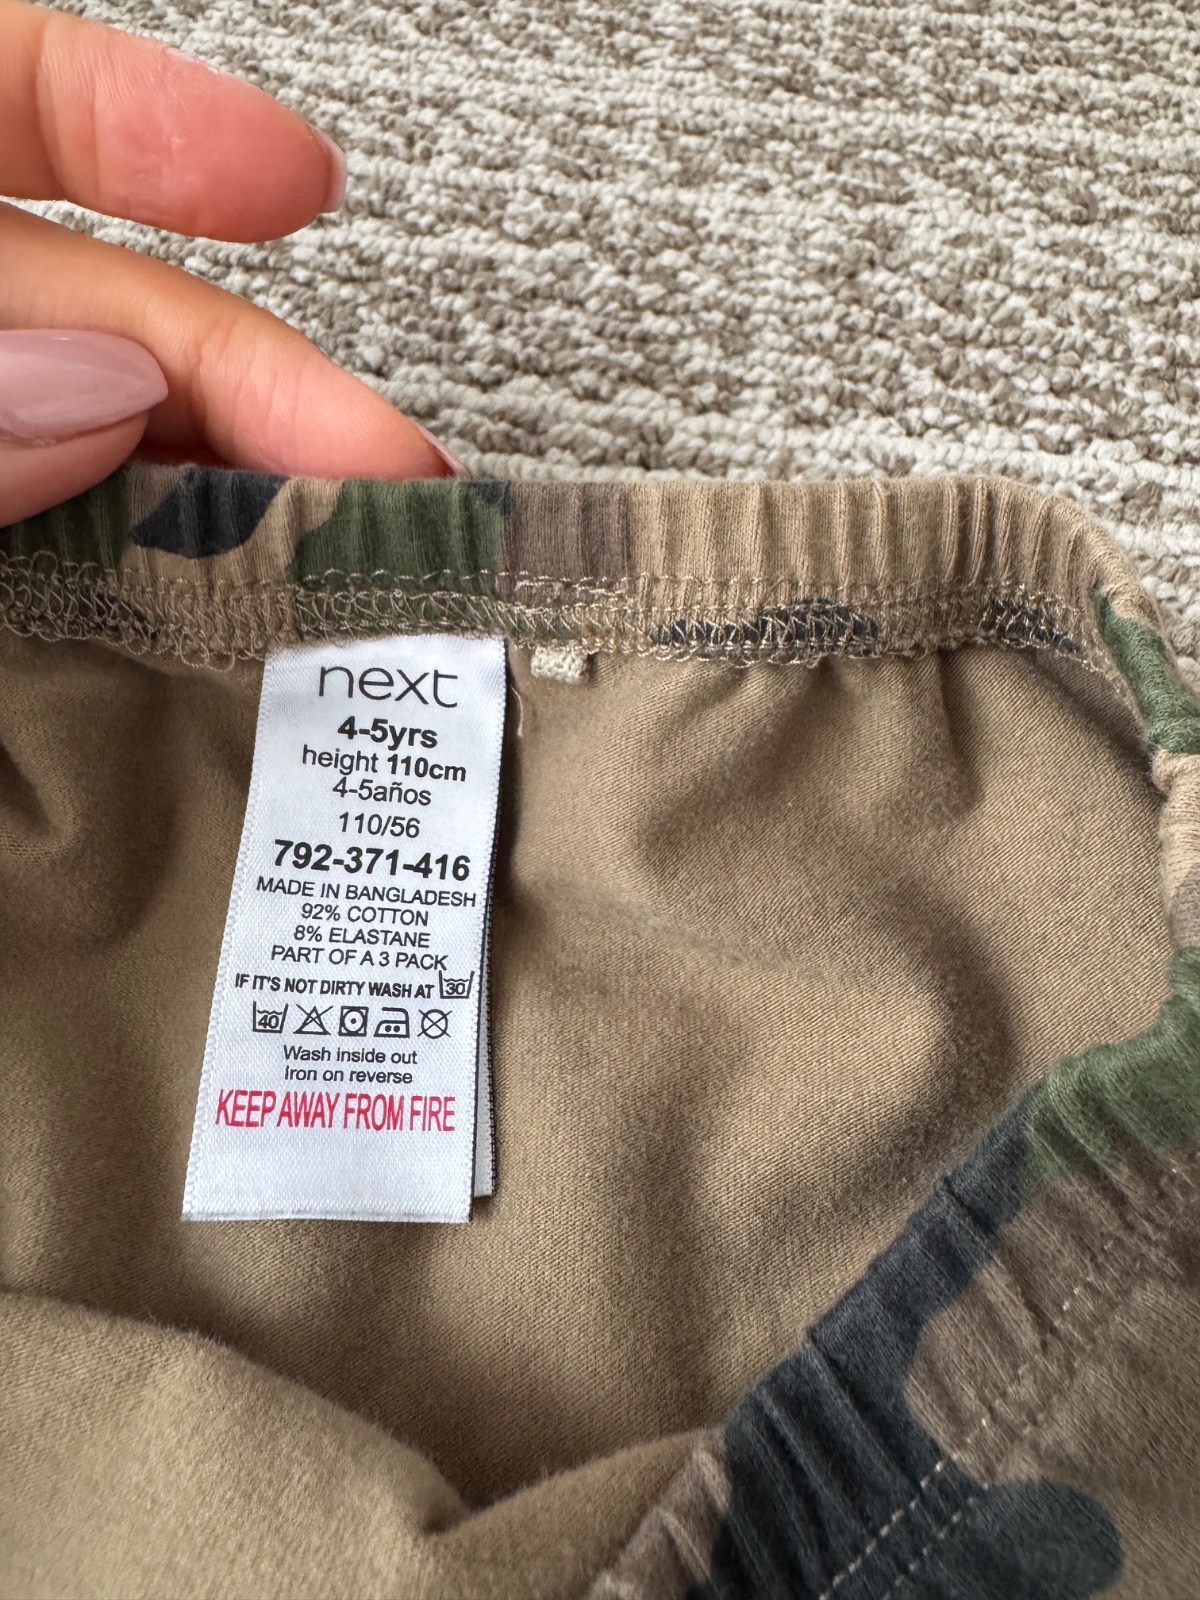 next
4-5yrs
height 110cm
4-5años
110/56
792-371-416
MADE IN BANGLADESH
92% COTTON
8% ELASTANE
PART OF A 3 PACK
IF IT'S NOT DIRTY WASH AT 30
40
Wash inside out
Iron on reverse
KEEP AWAY FROM FIRE